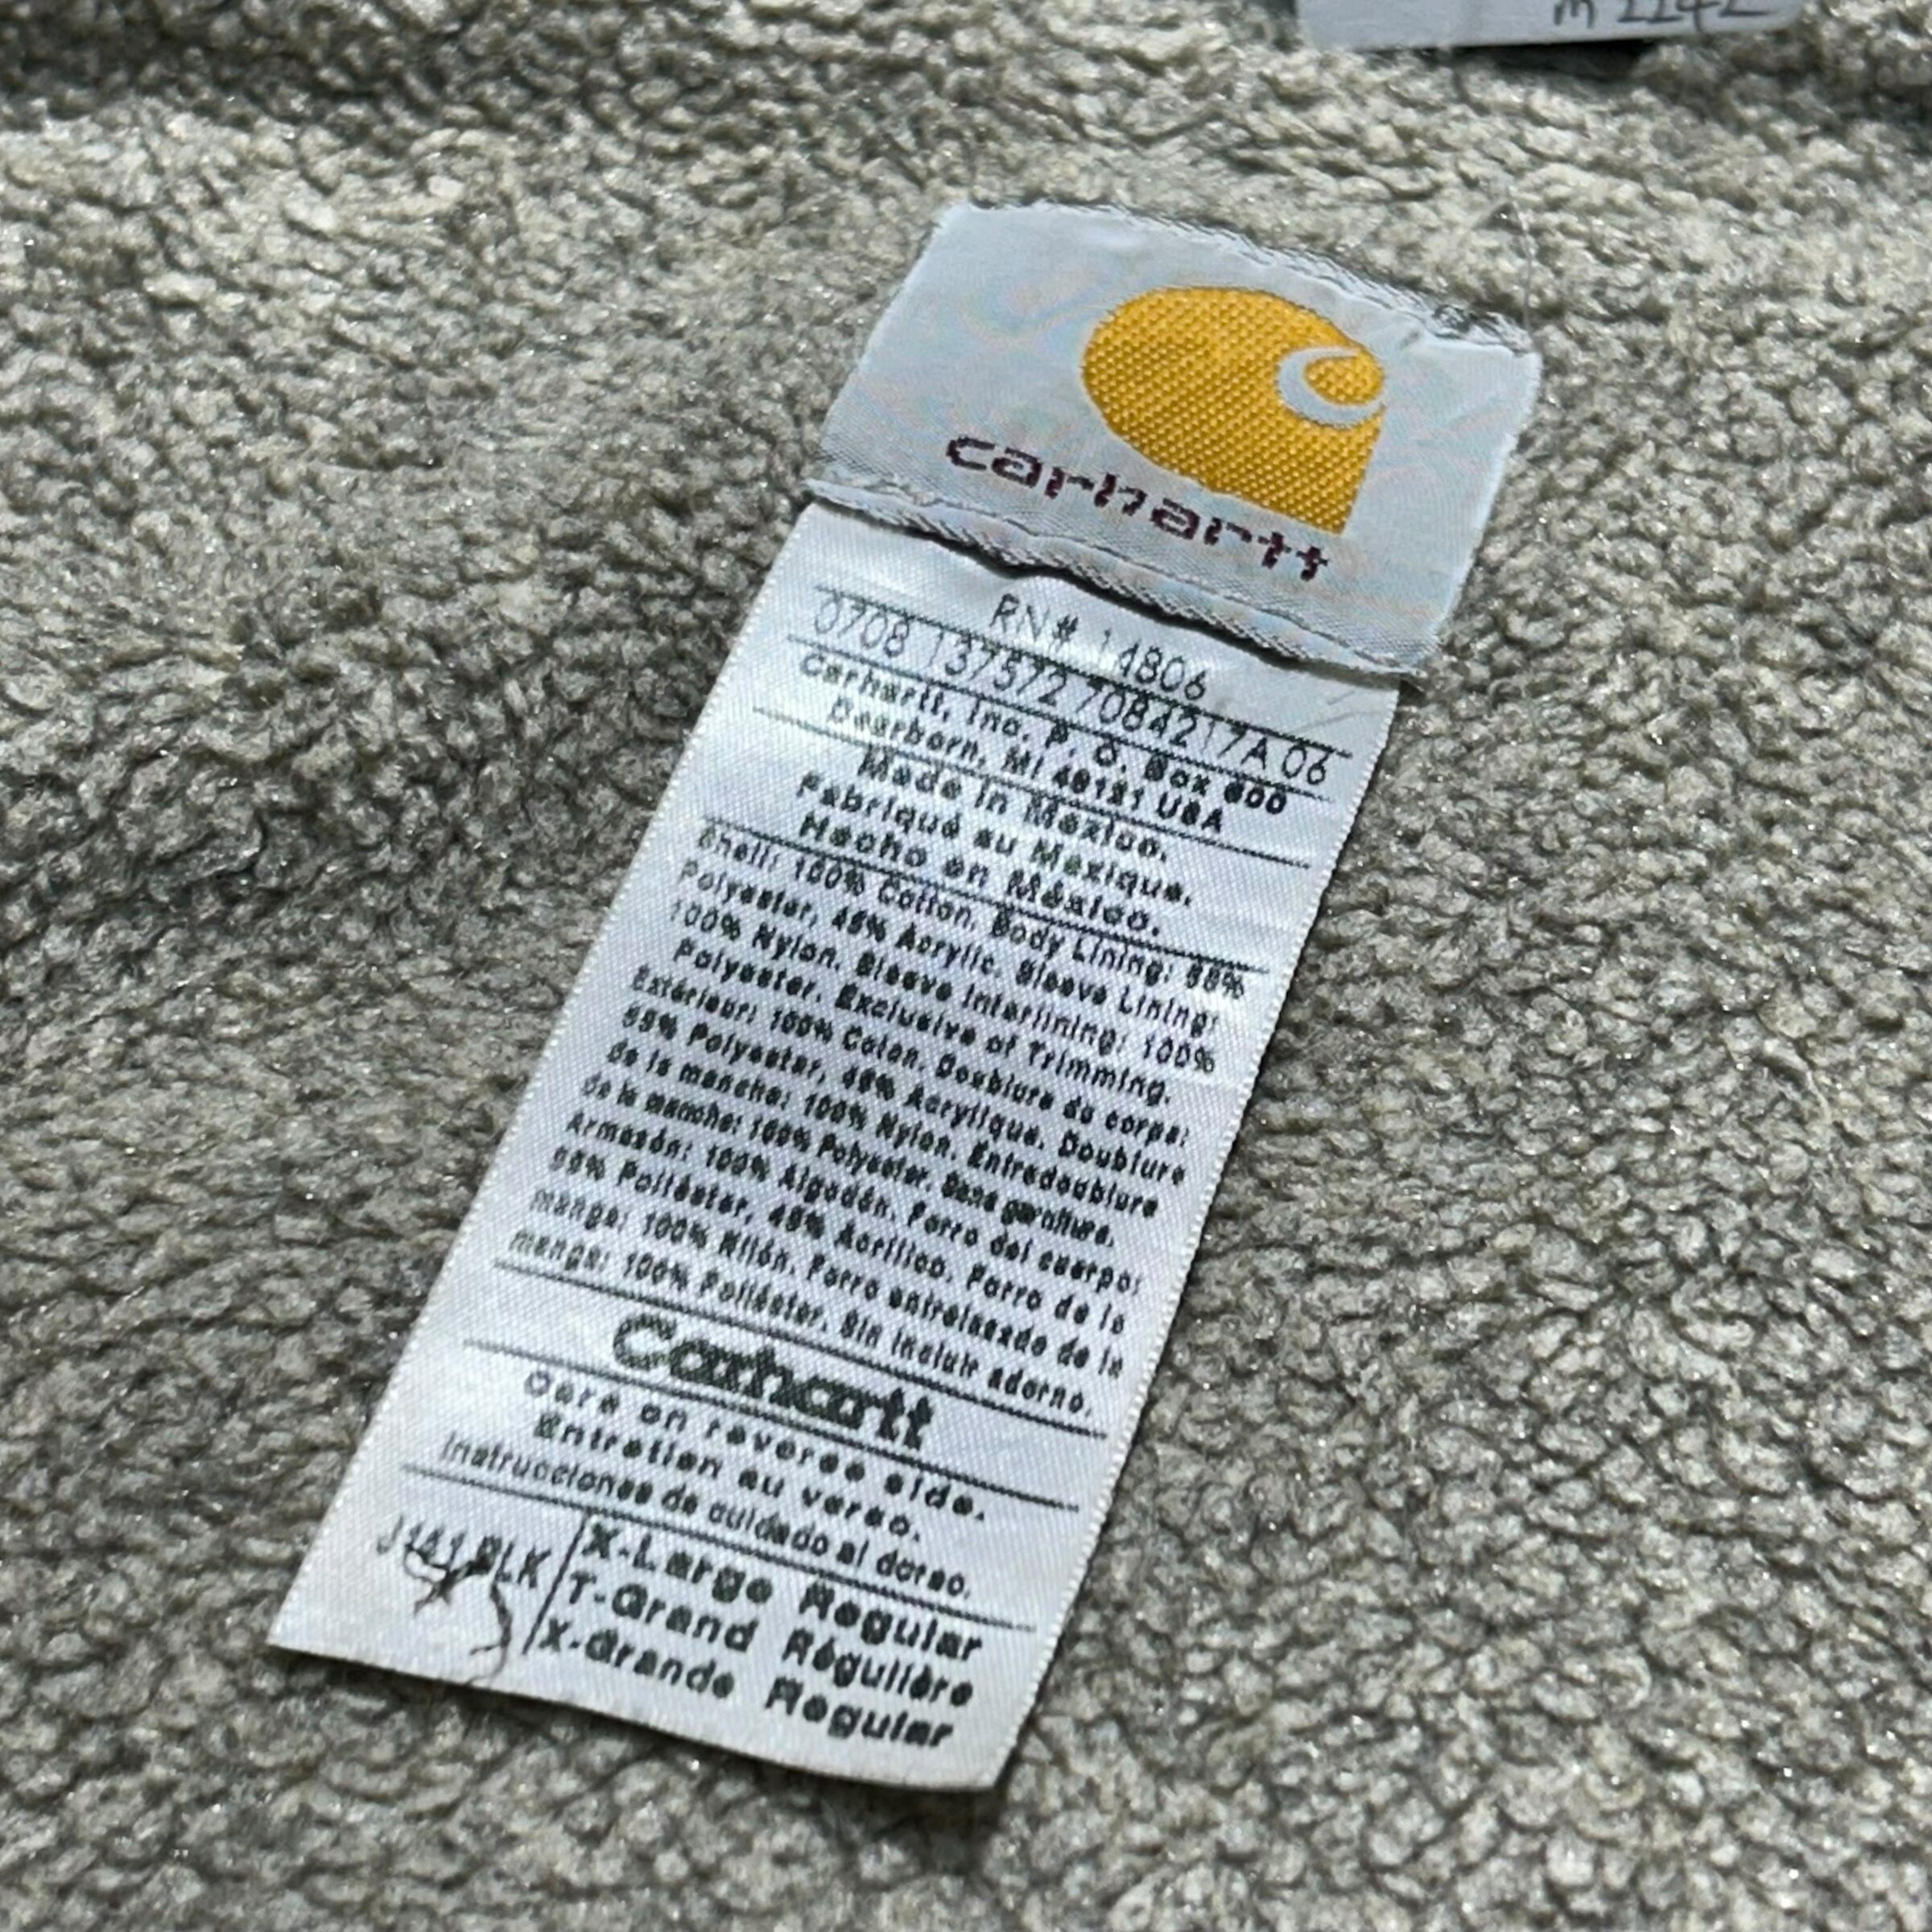 m 2242
carhartt
RN# 14806
0708 137572 7084217A 06
Carhartt, Inc. P. O. Box 600
Dearborn, MI 48121 USA
Made in Mexico.
Fabriqué au Mexique.
Hecho en México.
Shell: 100% Cotton. Body Lining: 55%
Polyester, 45% Acrylic. Sleeve Lining:
100% Nylon. Sleeve Interlining: 100%
Polyester. Exclusive of Trimming.
Extérieur: 100% Coton. Doublure du corps:
55% Polyester, 45% Acrylique. Doublure
de la manche: 100% Nylon. Entredoublure
de la manche: 100% Polyester. Sans garniture.
Armazón: 100% Algodón. Forro del cuerpo:
55% Poliéster, 45% Acrílico. Forro de la
manga: 100% Nilón. Forro entrelazado de la
manga: 100% Poliéster. Sin incluir adorno.
Carhartt
Care on reverse side.
Entretien au verso.
Instrucciones de cuidado al dorso.
J141 BLK
X-Large Regular
T-Grand Régulière
X-Grande Regular